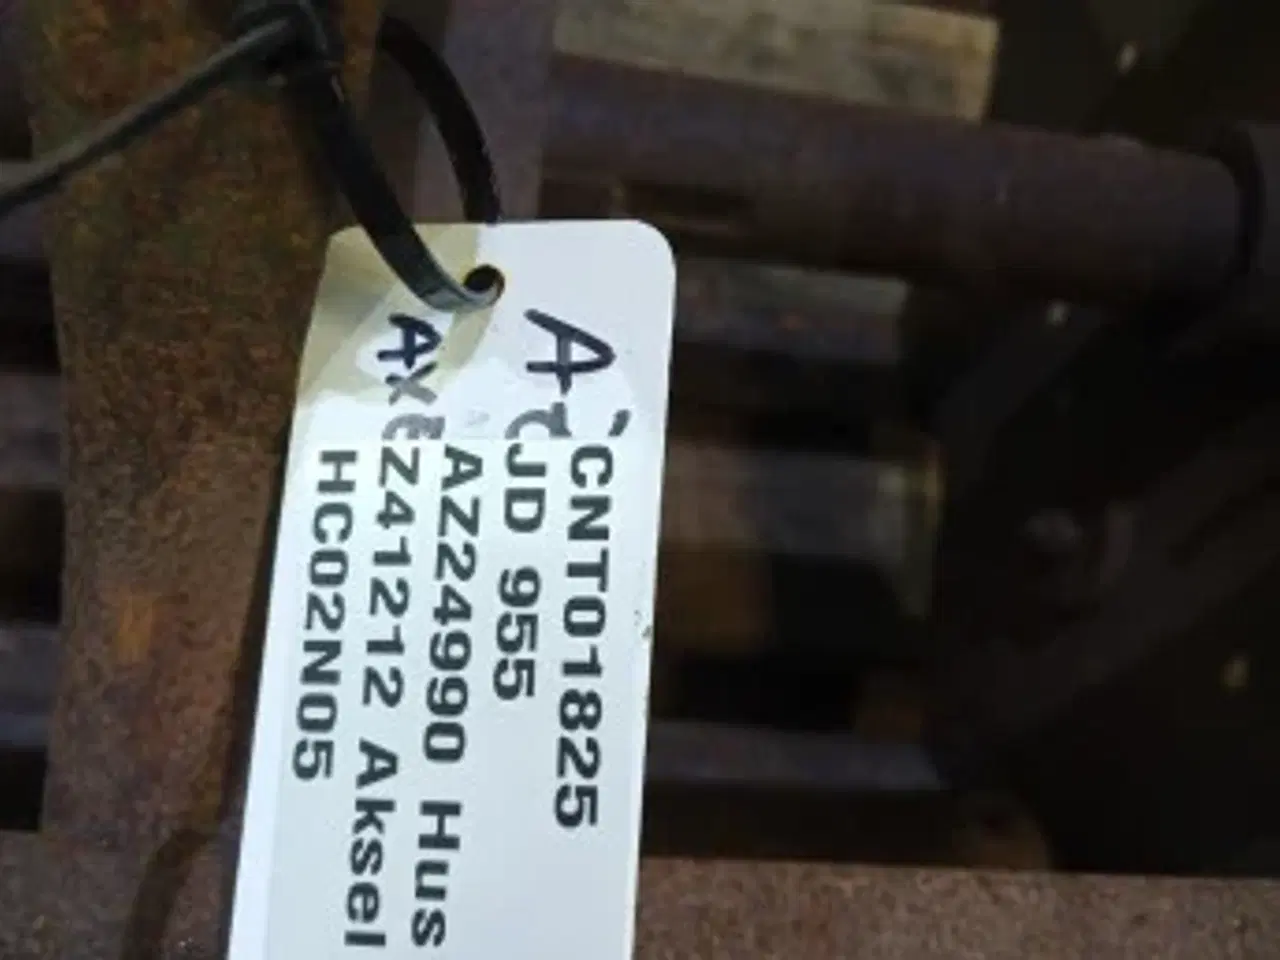 CNT01825
JD 955
AZ24990 Hus
Z41212 Aksel
HC02N05